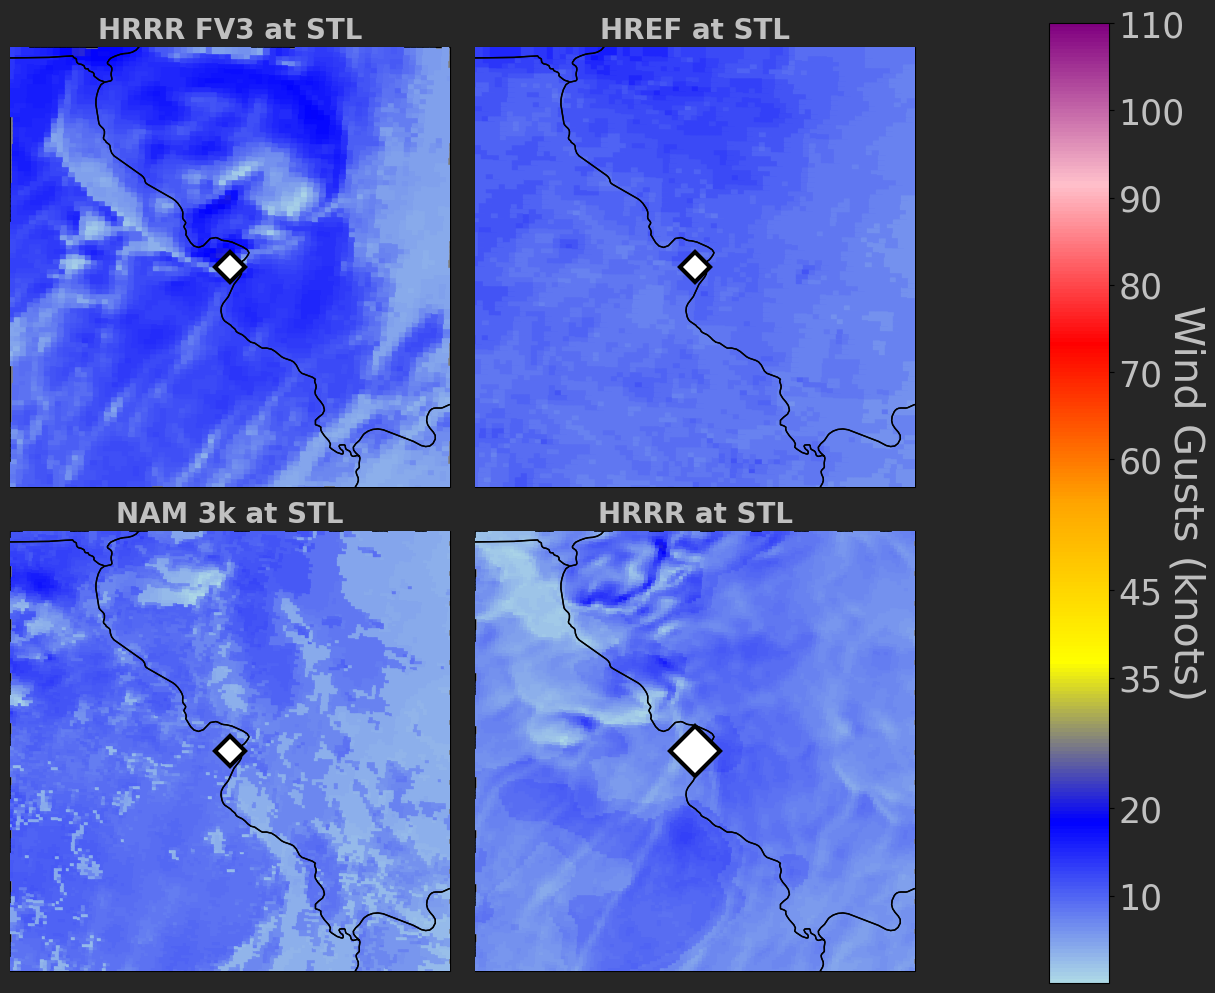 HRRR FV3 at STL
HREF at STL
NAM 3k at STL
HRRR at STL
110
100
90
80
70
60
45
35
20
10
Wind Gusts (knots)